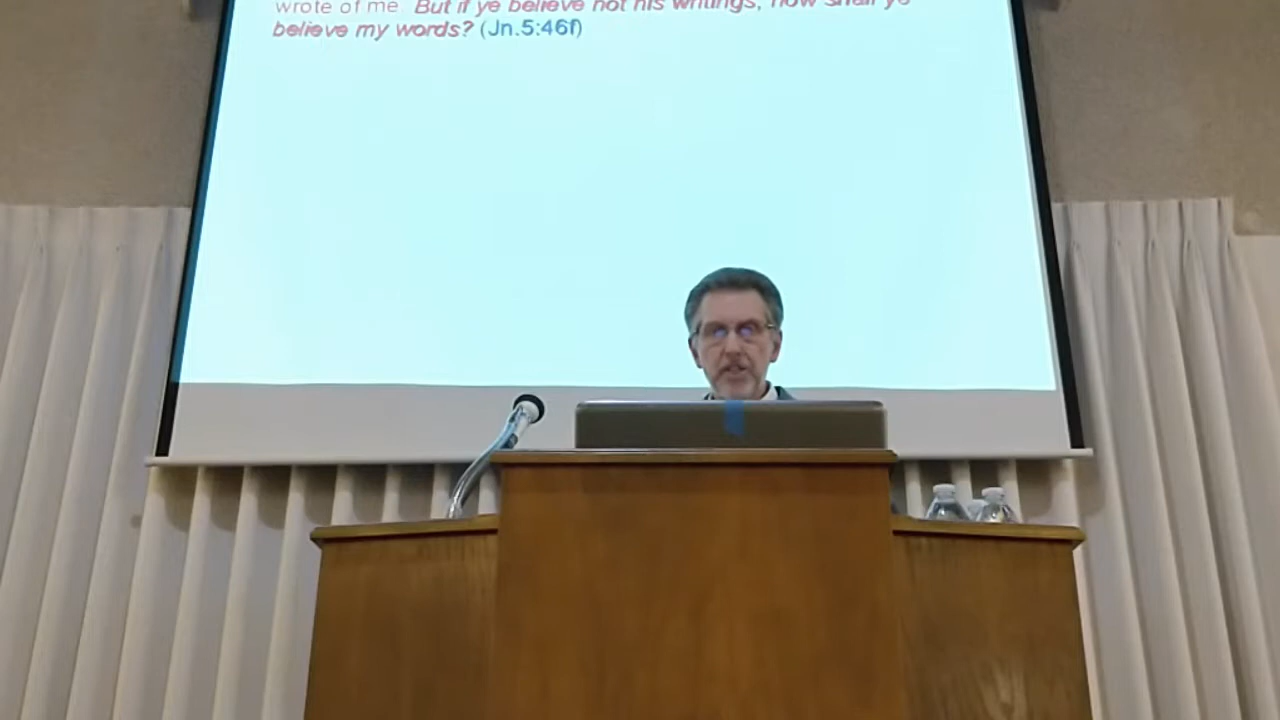 wrote of me. But if ye believe not his writings, how shall ye
believe my words? (Jn.5:46f)